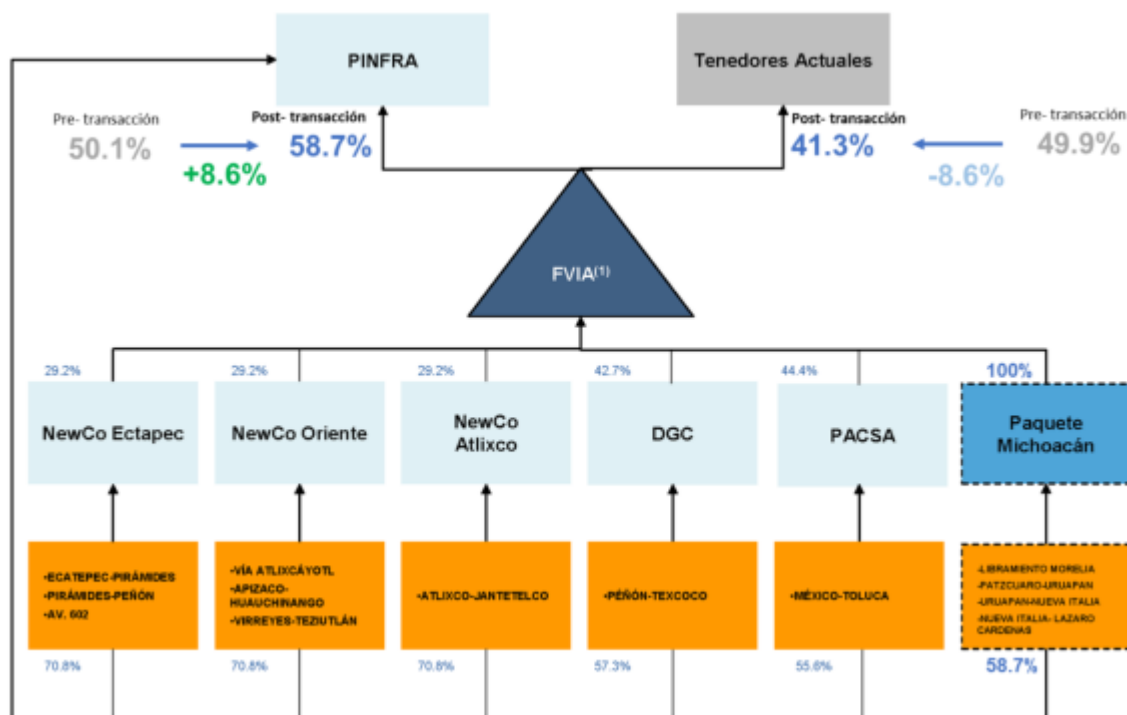 PINFRA
Tenedores Actuales
Pre- transacción
50.1%
Post- transacción
58.7%
+8.6%
Post- transacción
41.3%
Pre- transacción
49.9%
-8.6%
FVIA(1)
29.2%
29.2%
29.2%
42.7%
44.4%
100%
NewCo Ectapec
NewCo Oriente
NewCo
Atlixco
DGC
PACSA
Paquete
Michoacán
•ECATEPEC-PIRÁMIDES
•PIRÁMIDES-PEÑÓN
•AV. 602
•VÍA ATLIXCÁYOTL
•APIZACO-
HUAUCHINANGO
•VIRREYES-TEZIUTLÁN
•ATLIXCO-JANTETELCO
•PÉÑÓN-TEXCOCO
•MÉXICO-TOLUCA
-LIBRAMIENTO MORELIA
-PATZCUARO-URUAPAN
-URUAPAN-NUEVA ITALIA
-NUEVA ITALIA- LAZARO
CARDENAS
70.8%
70.8%
70.8%
57.3%
55.6%
58.7%